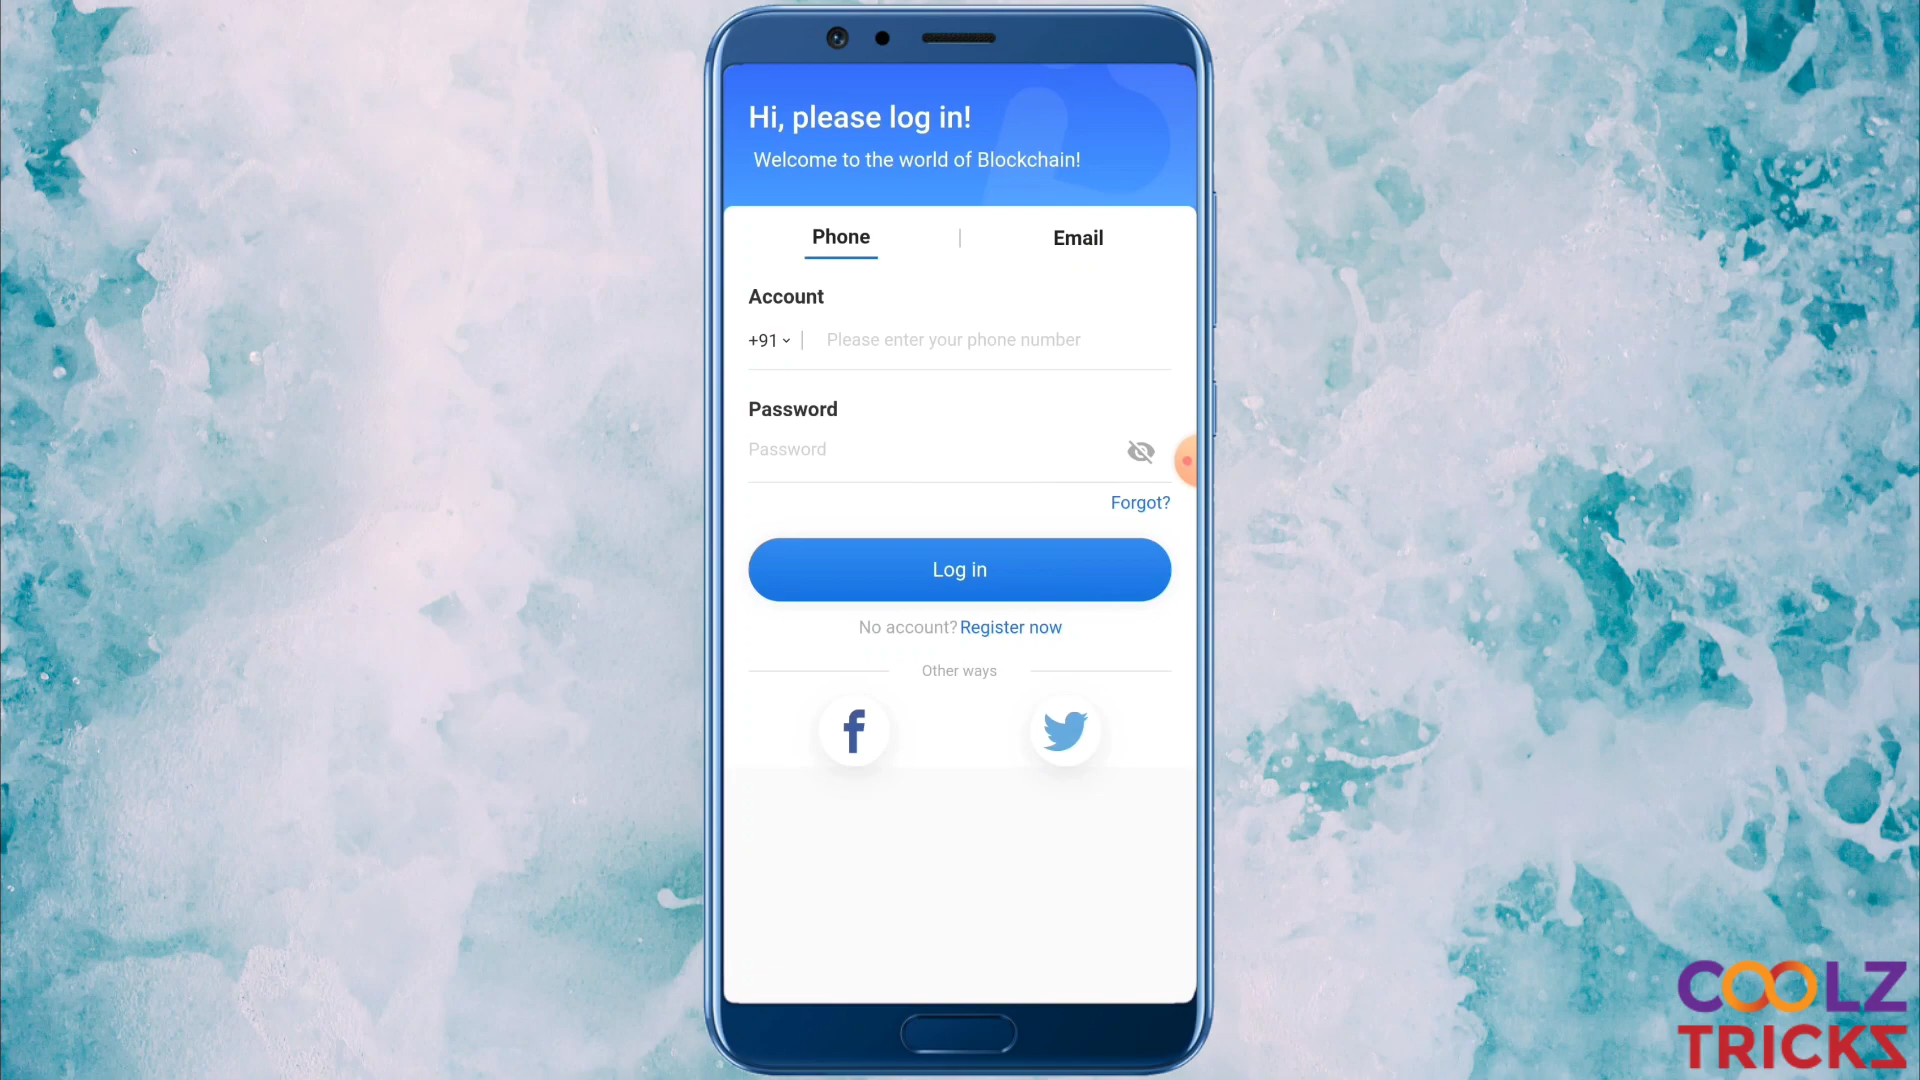 Hi, please log in!
Welcome to the world of Blockchain!
Phone | Email
Account
+91 Please enter your phone number
Password
Password
Forgot?
Log in
No account? Register now
Other ways
COOLZ
TRICKS